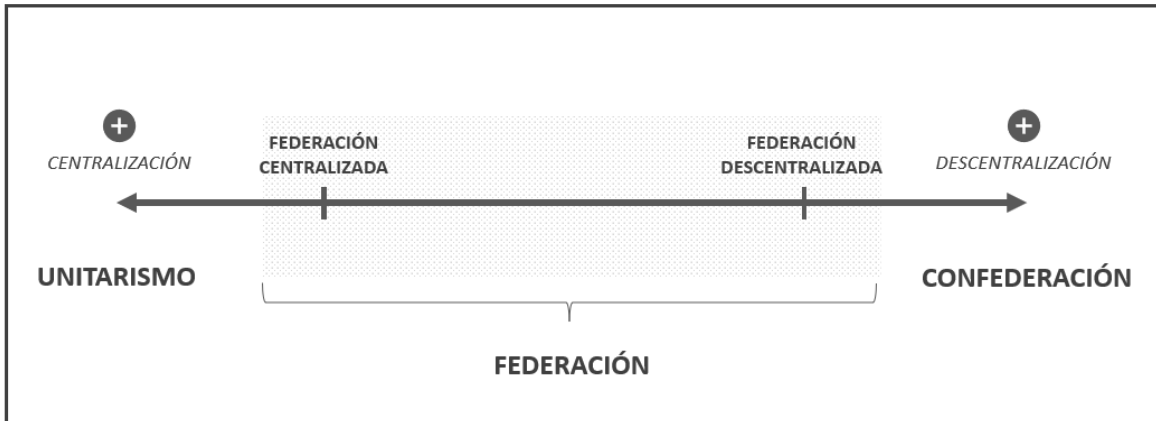 +
+
FEDERACIÓN
CENTRALIZADA
FEDERACIÓN
DESCENTRALIZADA
CENTRALIZACIÓN
DESCENTRALIZACIÓN
UNITARISMO
CONFEDERACIÓN
FEDERACIÓN